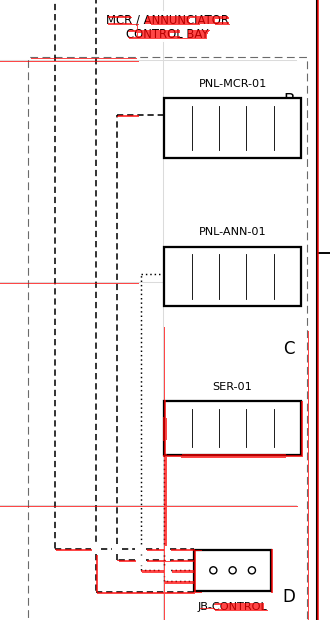 MCR / ANNUNCIATOR
CONTROL BAY
PNL-MCR-01
PNL-ANN-01
C
SER-01
D
JB-CONTROL